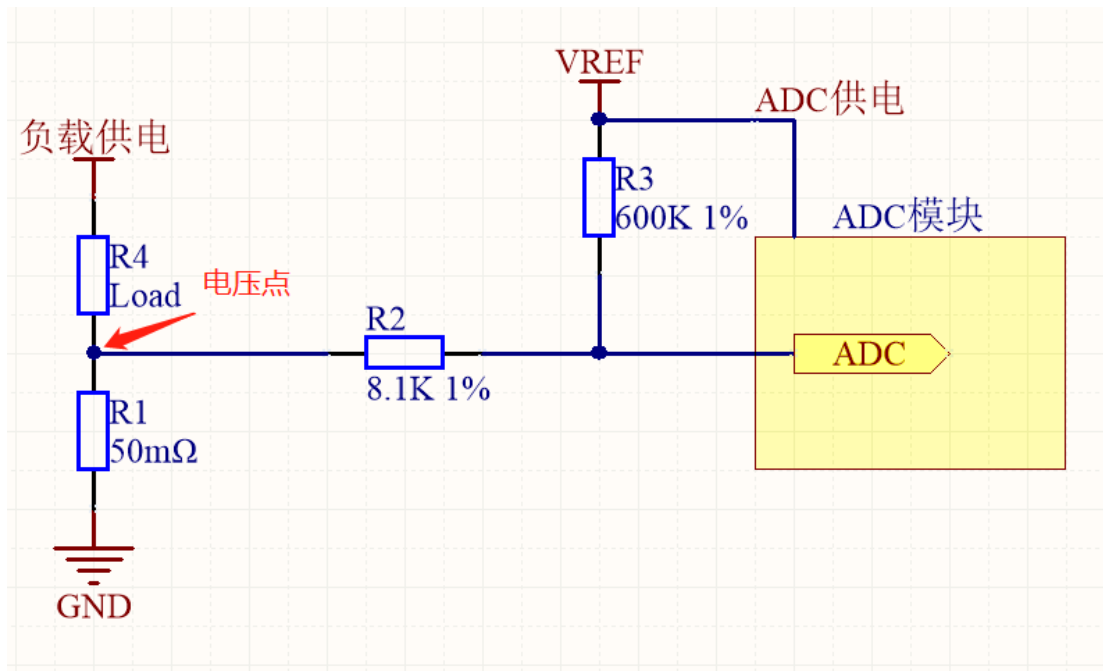 VREF
ADC供电
负载供电
R3
600K 1%
ADC模块
R4
Load
电压点
R2
ADC
8.1K 1%
R1
50mΩ
GND